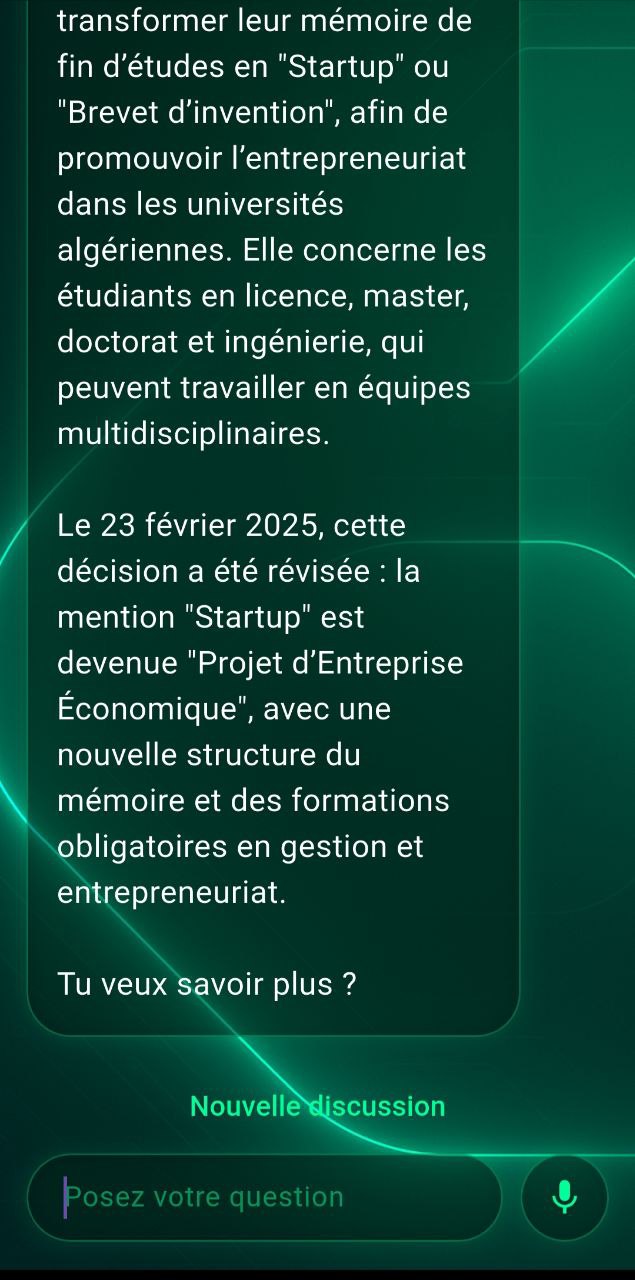 transformer leur mémoire de
fin d’études en "Startup" ou
"Brevet d’invention", afin de
promouvoir l’entrepreneuriat
dans les universités
algériennes. Elle concerne les
étudiants en licence, master,
doctorat et ingénierie, qui
peuvent travailler en équipes
multidisciplinaires.
Le 23 février 2025, cette
décision a été révisée : la
mention "Startup" est
devenue "Projet d’Entreprise
Économique", avec une
nouvelle structure du
mémoire et des formations
obligatoires en gestion et
entrepreneuriat.
Tu veux savoir plus ?
Nouvelle discussion
Posez votre question